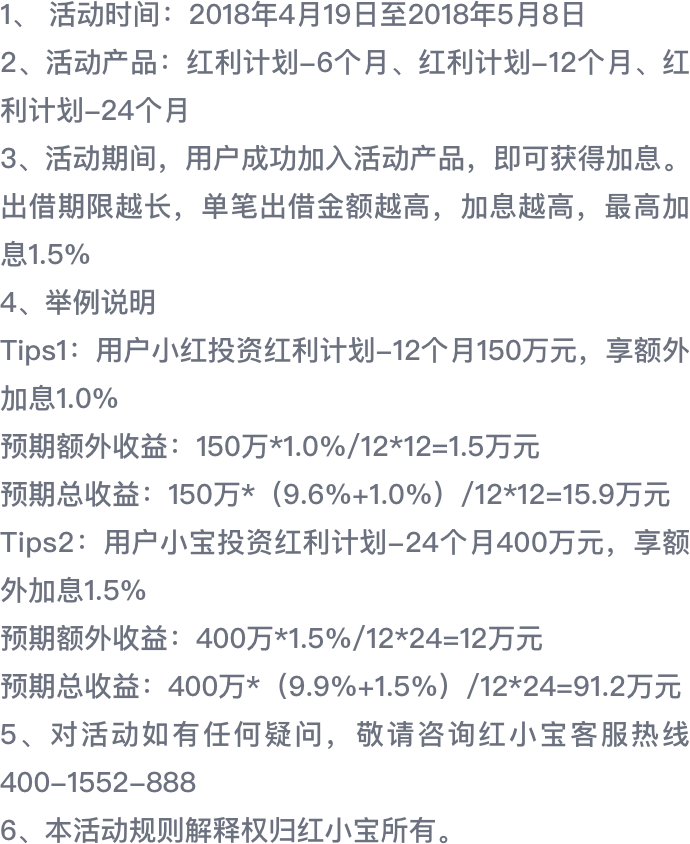 1、 活动时间：2018年4月19日至2018年5月8日
2、活动产品：红利计划-6个月、红利计划-12个月、红
利计划-24个月
3、活动期间，用户成功加入活动产品，即可获得加息。
出借期限越长，单笔出借金额越高，加息越高，最高加
息1.5%
4、举例说明
Tips1：用户小红投资红利计划-12个月150万元，享额外
加息1.0%
预期额外收益：150万*1.0%/12*12=1.5万元
预期总收益：150万*（9.6%+1.0%）/12*12=15.9万元
Tips2：用户小宝投资红利计划-24个月400万元，享额
外加息1.5%
预期额外收益：400万*1.5%/12*24=12万元
预期总收益：400万*（9.9%+1.5%）/12*24=91.2万元
5、对活动如有任何疑问，敬请咨询红小宝客服热线
400-1552-888
6、本活动规则解释权归红小宝所有。